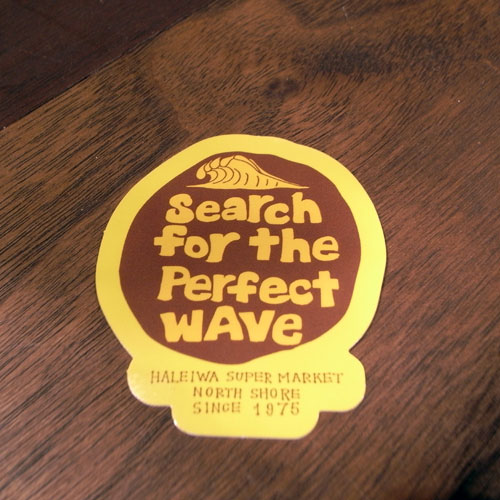 Search
for the
Perfect
WAve
HALEIWA SUPER MARKET
NORTH SHORE
SINCE 1975